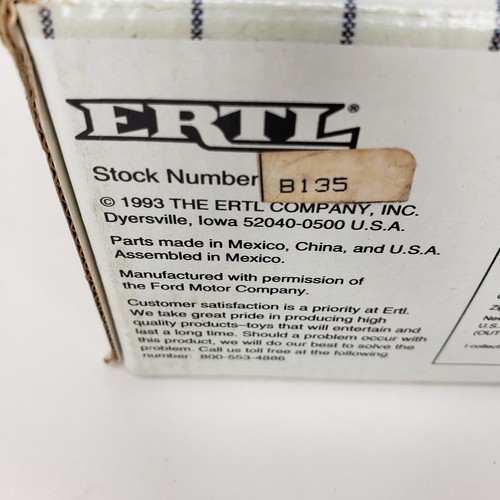 ERTL®
Stock Number B135
© 1993 THE ERTL COMPANY, INC.
Dyersville, Iowa 52040-0500 U.S.A.
Parts made in Mexico, China, and U.S.A.
Assembled in Mexico.
Manufactured with permission of
the Ford Motor Company.
Customer satisfaction is a priority at Ertl.
We take great pride in producing high
quality products--toys that will entertain and
last a long time. Should a problem occur with
this product, we will do our best to solve the
problem. Call us toll free at the following
number: 800-553-4886
U.S.
(OUT
I collec